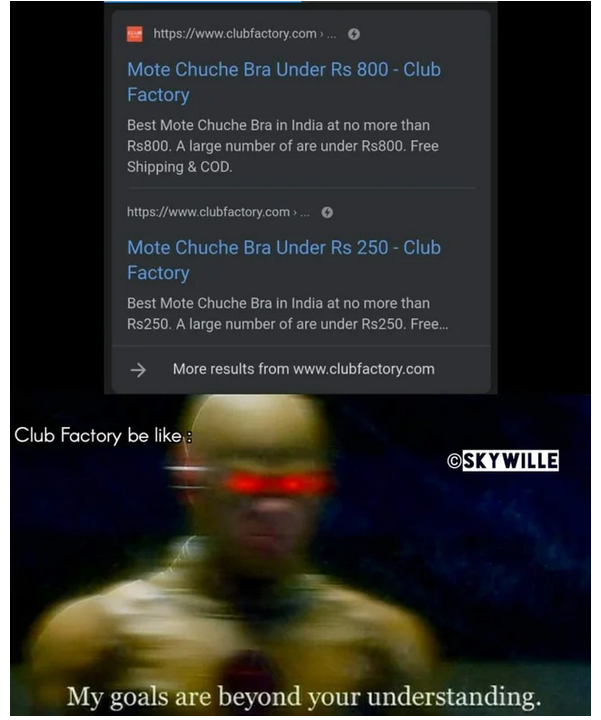 https://www.clubfactory.com › ...
Mote Chuche Bra Under Rs 800 - Club
Factory
Best Mote Chuche Bra in India at no more than
Rs800. A large number of are under Rs800. Free
Shipping & COD.
https://www.clubfactory.com › ...
Mote Chuche Bra Under Rs 250 - Club
Factory
Best Mote Chuche Bra in India at no more than
Rs250. A large number of are under Rs250. Free...
→ More results from www.clubfactory.com
Club Factory be like :
©SKYWILLE
My goals are beyond your understanding.